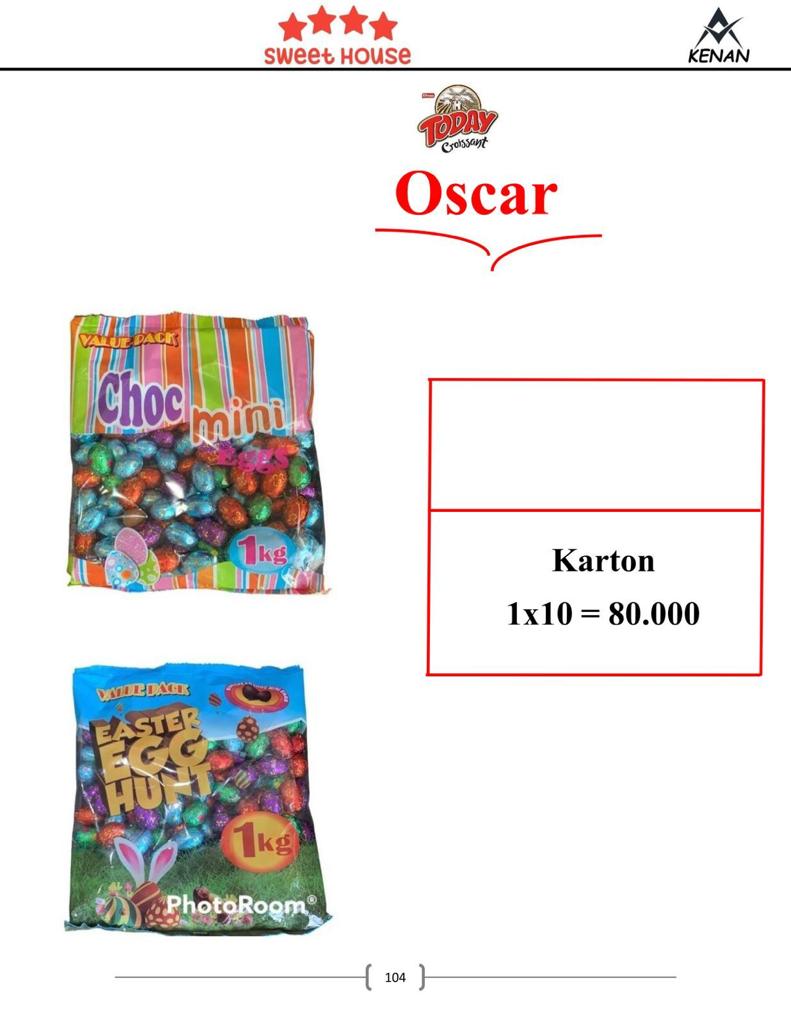 SWEET HOUSE
KENAN
TODAY
Croissant
Oscar
VALUE PACK
Choc
mini
Eggs
1kg
Karton
1x10 = 80.000
VALUE PACK
EASTER
EGG
HUNT
1kg
PhotoRoom®
104